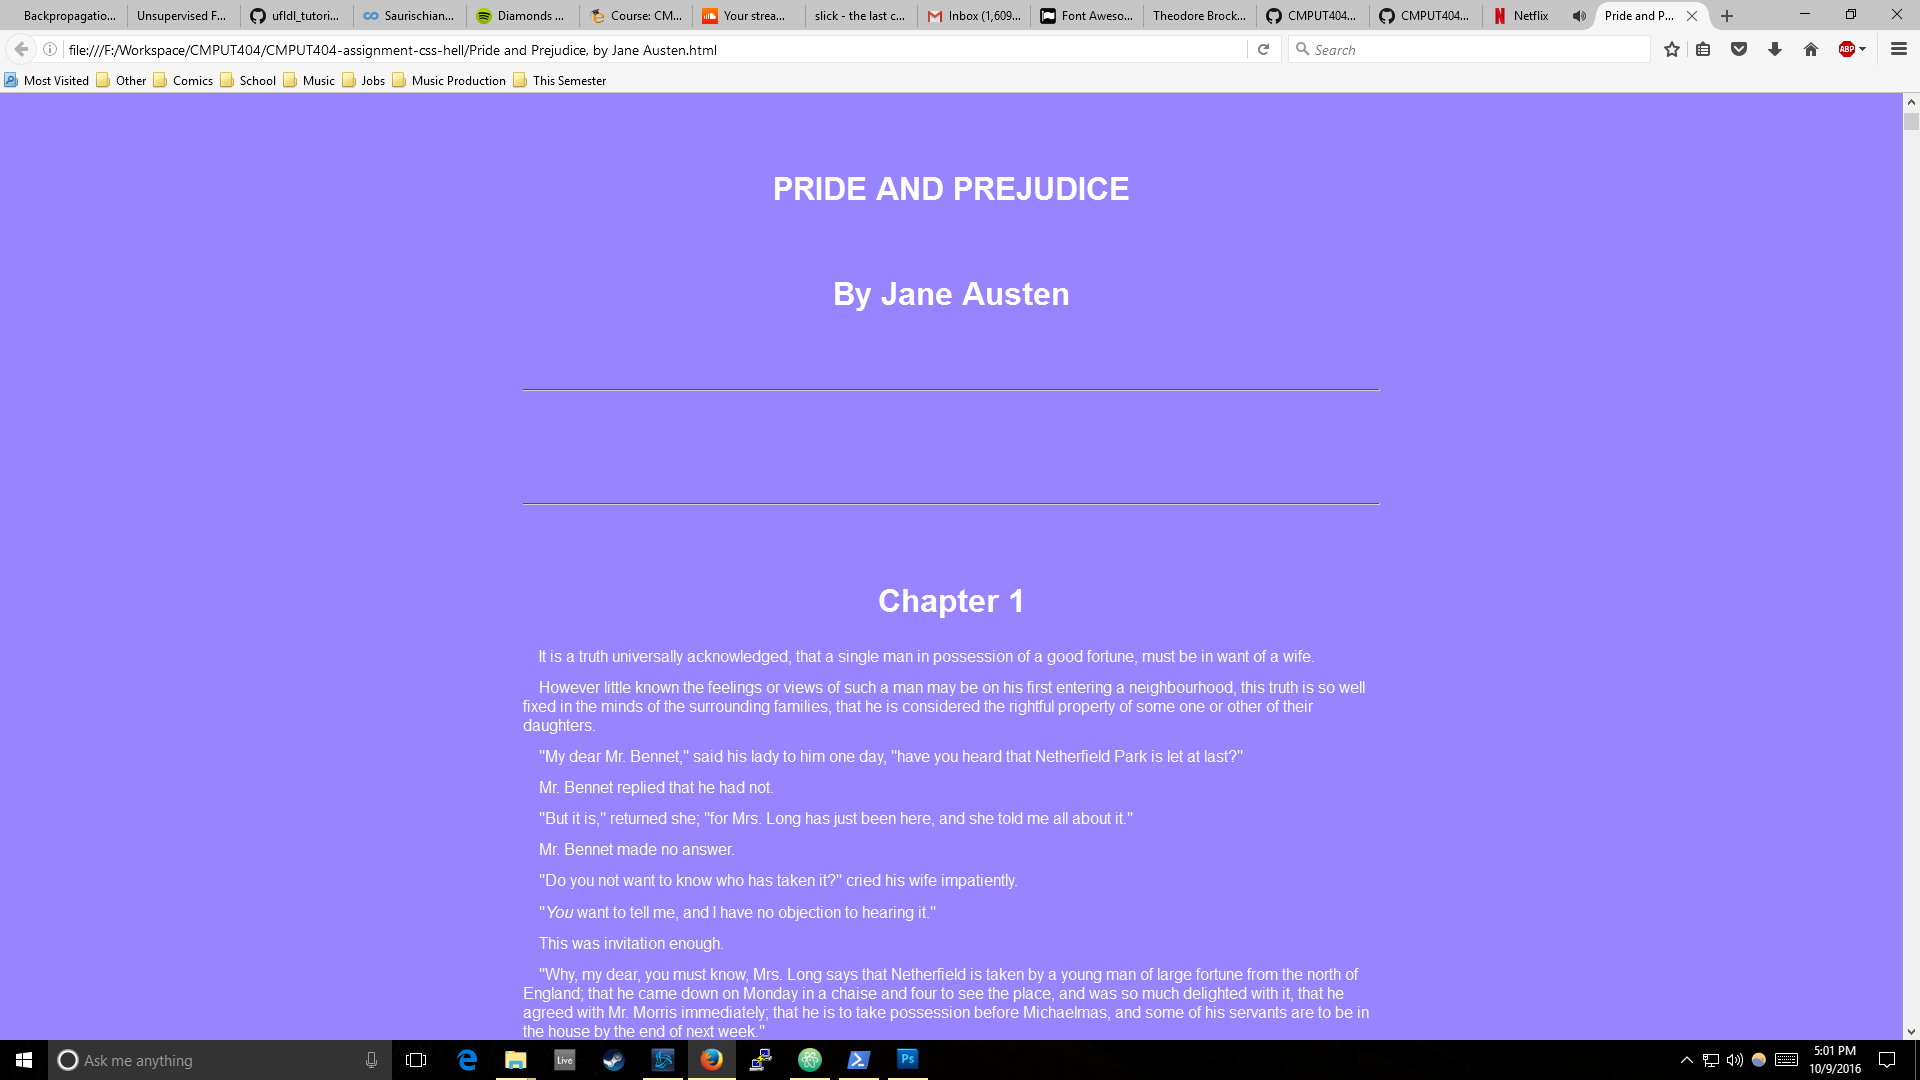 Backpropagatio...
Unsupervised F...
ufldl_tutori...
Saurischian...
Diamonds ...
Course: CM...
Your strea...
slick - the last c...
Inbox (1,609...
Font Aweso...
Theodore Brock...
CMPUT404...
CMPUT404...
Netflix
Pride and P...
file:///F:/Workspace/CMPUT404/CMPUT404-assignment-css-hell/Pride and Prejudice, by Jane Austen.html
Search
ABP
Most Visited
Other
Comics
School
Music
Jobs
Music Production
This Semester
PRIDE AND PREJUDICE
By Jane Austen
Chapter 1
It is a truth universally acknowledged, that a single man in possession of a good fortune, must be in want of a wife.
However little known the feelings or views of such a man may be on his first entering a neighbourhood, this truth is so well
fixed in the minds of the surrounding families, that he is considered the rightful property of some one or other of their
daughters.
"My dear Mr. Bennet," said his lady to him one day, "have you heard that Netherfield Park is let at last?"
Mr. Bennet replied that he had not.
"But it is," returned she; "for Mrs. Long has just been here, and she told me all about it."
Mr. Bennet made no answer.
"Do you not want to know who has taken it?" cried his wife impatiently.
"You want to tell me, and I have no objection to hearing it."
This was invitation enough.
"Why, my dear, you must know, Mrs. Long says that Netherfield is taken by a young man of large fortune from the north of
England; that he came down on Monday in a chaise and four to see the place, and was so much delighted with it, that he
agreed with Mr. Morris immediately; that he is to take possession before Michaelmas, and some of his servants are to be in
the house by the end of next week."
Ask me anything
Live
Ps
5:01 PM
10/9/2016